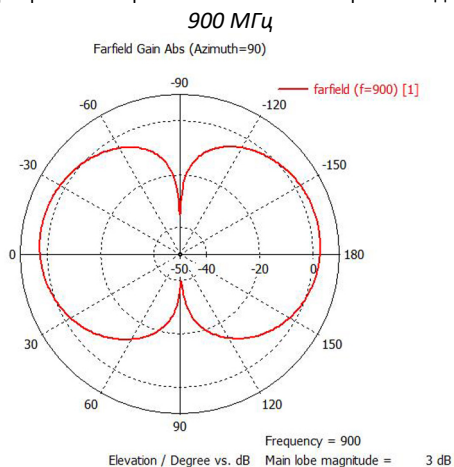 900 МГц
Farfield Gain Abs (Azimuth=90)
farfield (f=900) [1]
-90
-60
-120
-30
-150
0
180
-50
-40
-20
0
30
150
60
120
90
Frequency = 900
Elevation / Degree vs. dB
Main lobe magnitude = 3 dB